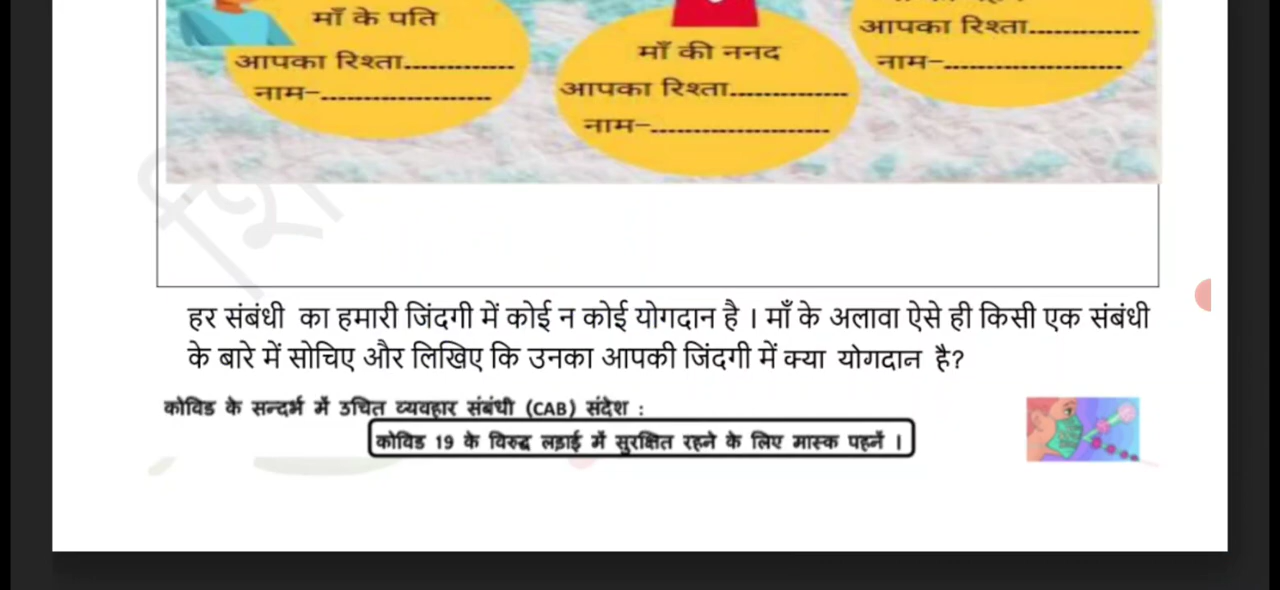 माँ के पति
आपका रिश्ता..............
नाम-......................
माँ की ननद
आपका रिश्ता...............
नाम-.......................
आपका रिश्ता..............
नाम-.......................
शि
हर संबंधी का हमारी जिंदगी में कोई न कोई योगदान है । माँ के अलावा ऐसे ही किसी एक संबंधी
के बारे में सोचिए और लिखिए कि उनका आपकी जिंदगी में क्या योगदान है?
कोविड के सन्दर्भ में उचित व्यवहार संबंधी (CAB) संदेश :
कोविड 19 के विरुद्ध लड़ाई में सुरक्षित रहने के लिए मास्क पहनें ।